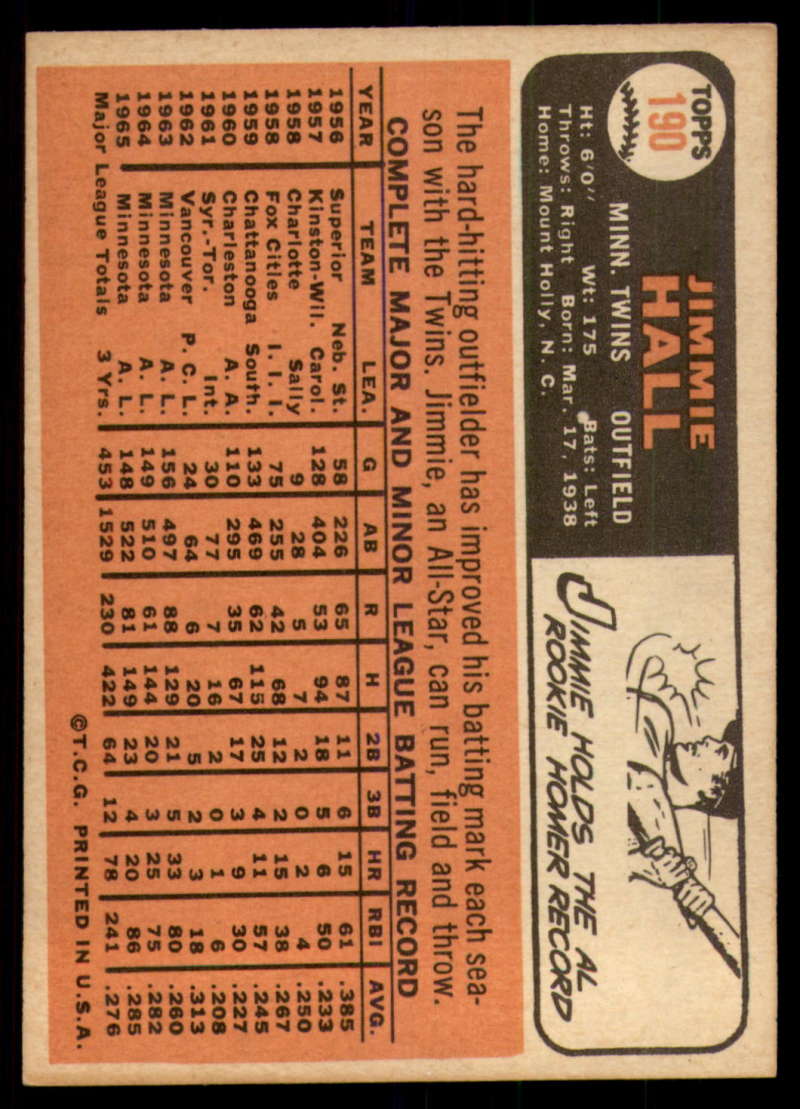 TOPPS
190
JIMMIE
HALL
MINN. TWINS OUTFIELD
Ht: 6'0" Wt: 175 Bats: Left
Throws: Right Born: Mar. 17, 1938
Home: Mount Holly, N. C.
JIMMIE HOLDS THE AL
ROOKIE HOMER RECORD
The hard-hitting outfielder has improved his batting mark each sea-
son with the Twins. Jimmie, an All-Star, can run, field and throw.
COMPLETE MAJOR AND MINOR LEAGUE BATTING RECORD
YEAR TEAM LEA. G AB R H 2B 3B HR RBI AVG.
1956 Superior Neb. St. 58 226 65 87 11 6 15 61 .385
1957 Kinston-Wil. Carol. 128 404 53 94 18 5 6 50 .233
1958 Charlotte Sally 9 28 5 7 2 0 2 4 .250
1958 Fox Cities I. I. I. 75 255 42 68 12 2 15 38 .267
1959 Chattanooga South. 133 469 62 115 25 4 11 57 .245
1960 Charleston A. A. 110 295 35 67 17 3 9 30 .227
1961 Syr.-Tor. Int. 30 77 7 16 2 0 1 6 .208
1962 Vancouver P. C. L. 24 64 6 20 5 2 3 18 .313
1963 Minnesota A. L. 156 497 88 129 21 5 33 80 .260
1964 Minnesota A. L. 149 510 61 144 20 3 25 75 .282
1965 Minnesota A. L. 148 522 81 149 23 4 20 86 .285
Major League Totals 3 Yrs. 453 1529 230 422 64 12 78 241 .276
©T.C.G. PRINTED IN U.S.A.